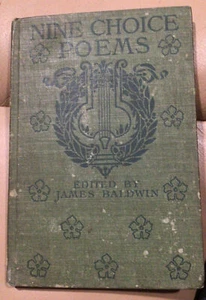 NINE CHOICE
POEMS
EDITED BY
JAMES BALDWIN